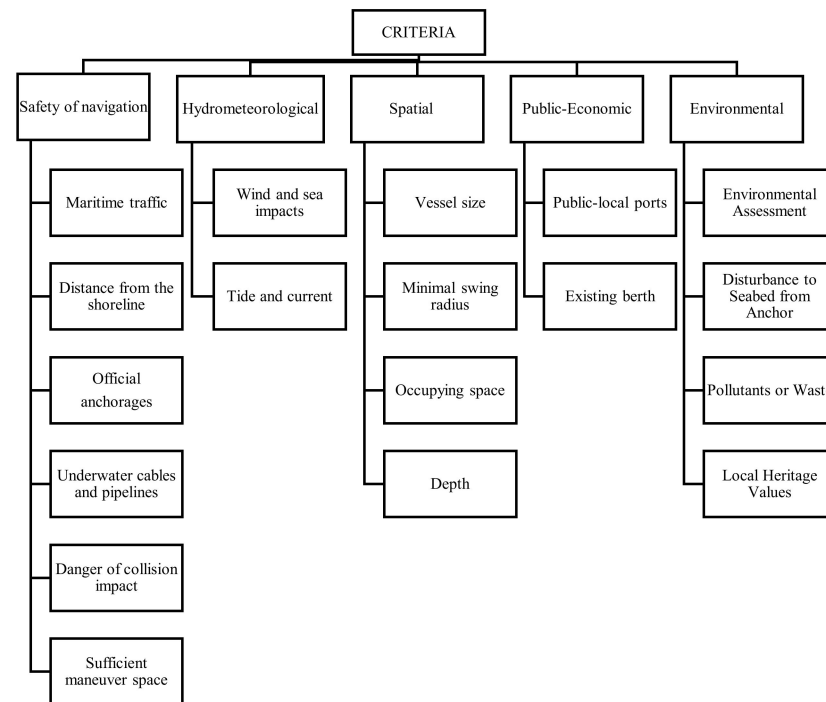 CRITERIA
Safety of navigation
Hydrometeorological
Spatial
Public-Economic
Environmental
Maritime traffic
Distance from the
shoreline
Official
anchorages
Underwater cables
and pipelines
Danger of collision
impact
Sufficient
maneuver space
Wind and sea
impacts
Tide and current
Vessel size
Minimal swing
radius
Occupying space
Depth
Public-local ports
Existing berth
Environmental
Assessment
Disturbance to
Seabed from
Anchor
Pollutants or Wast
Local Heritage
Values